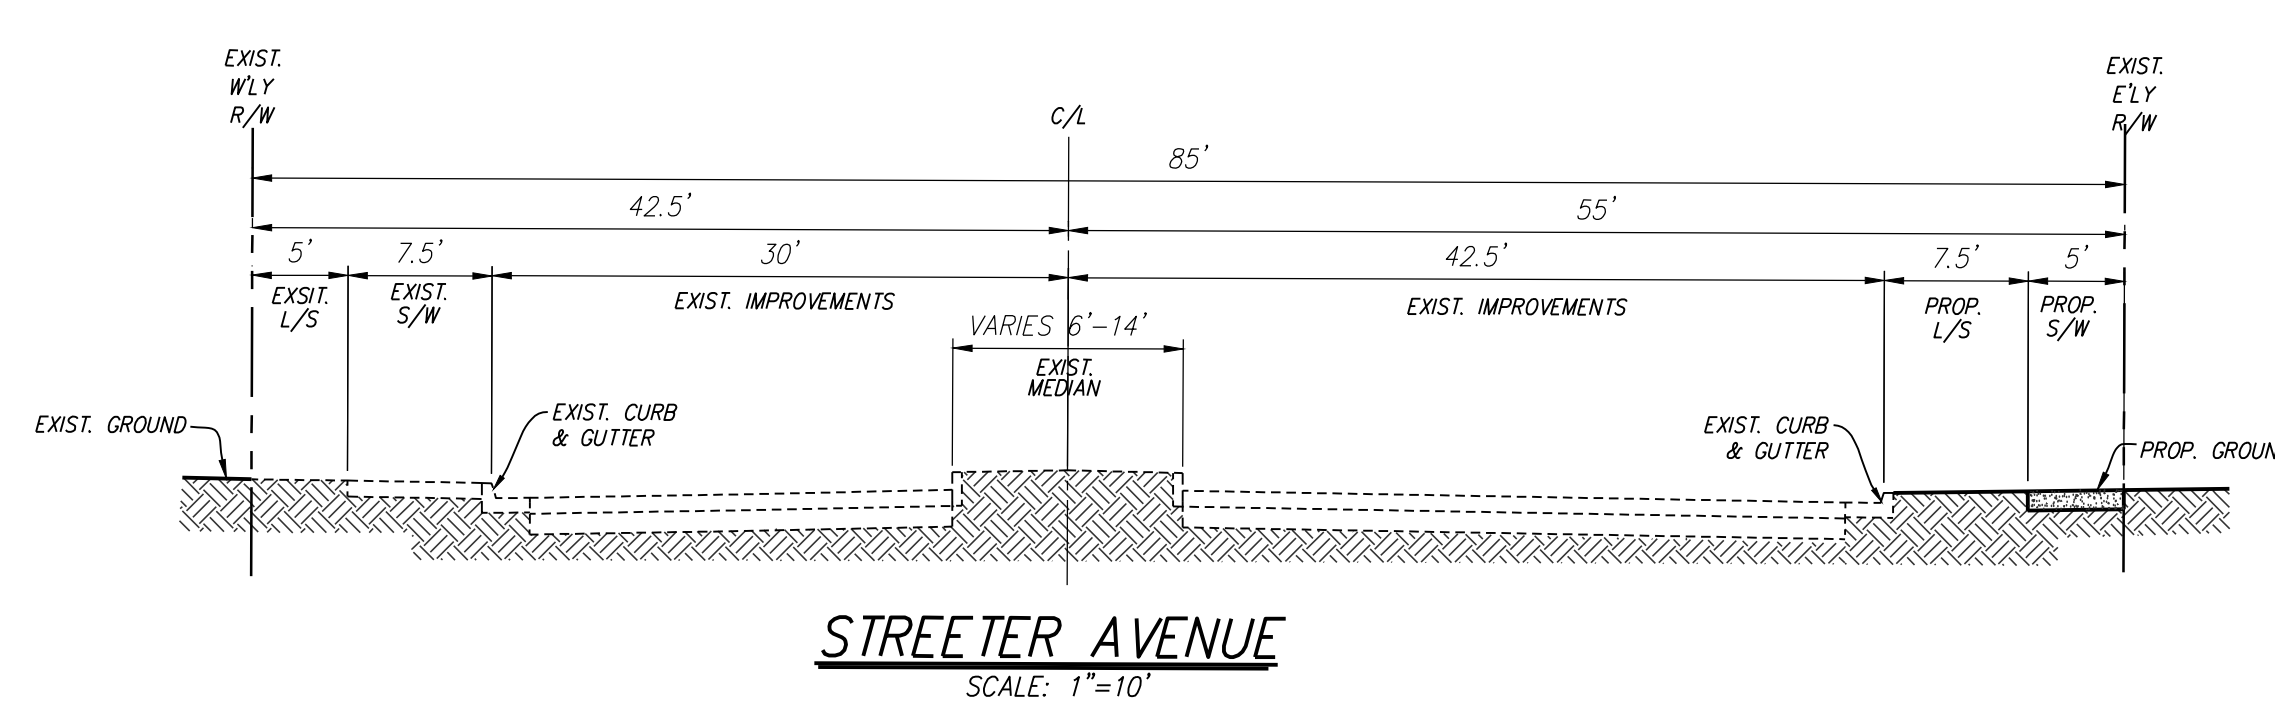 EXIST.
W'LY
R/W
C/L
EXIST.
E'LY
R/W
85'
42.5'
55'
5'
7.5'
30'
42.5'
7.5'
5'
EXSIT.
L/S
EXIST.
S/W
EXIST. IMPROVEMENTS
EXIST. IMPROVEMENTS
PROP.
L/S
PROP.
S/W
VARIES 6'-14'
EXIST.
MEDIAN
EXIST. GROUND
EXIST. CURB
& GUTTER
EXIST. CURB
& GUTTER
PROP. GROUN
STREETER AVENUE
SCALE: 1"=10'